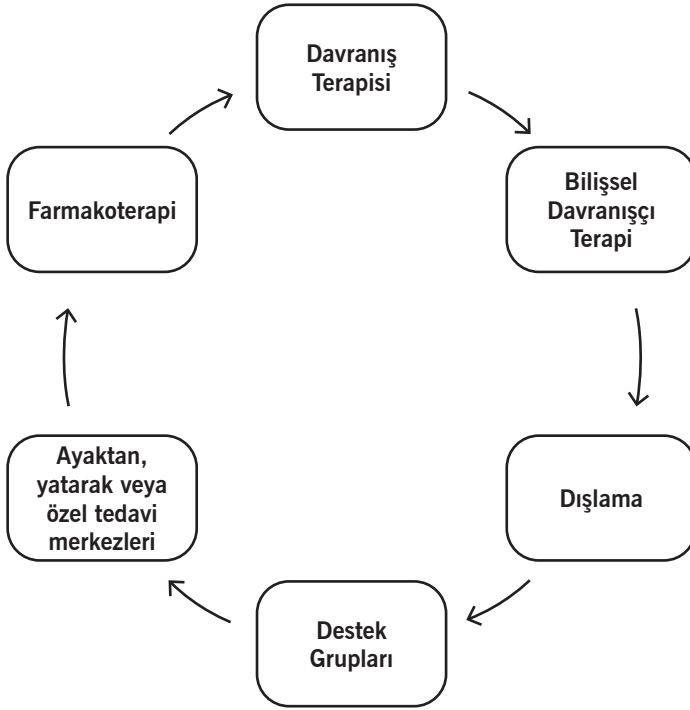 Davranış
Terapisi
Bilişsel
Davranışçı
Terapi
Dışlama
Destek
Grupları
Ayaktan,
yatarak veya
özel tedavi
merkezleri
Farmakoterapi